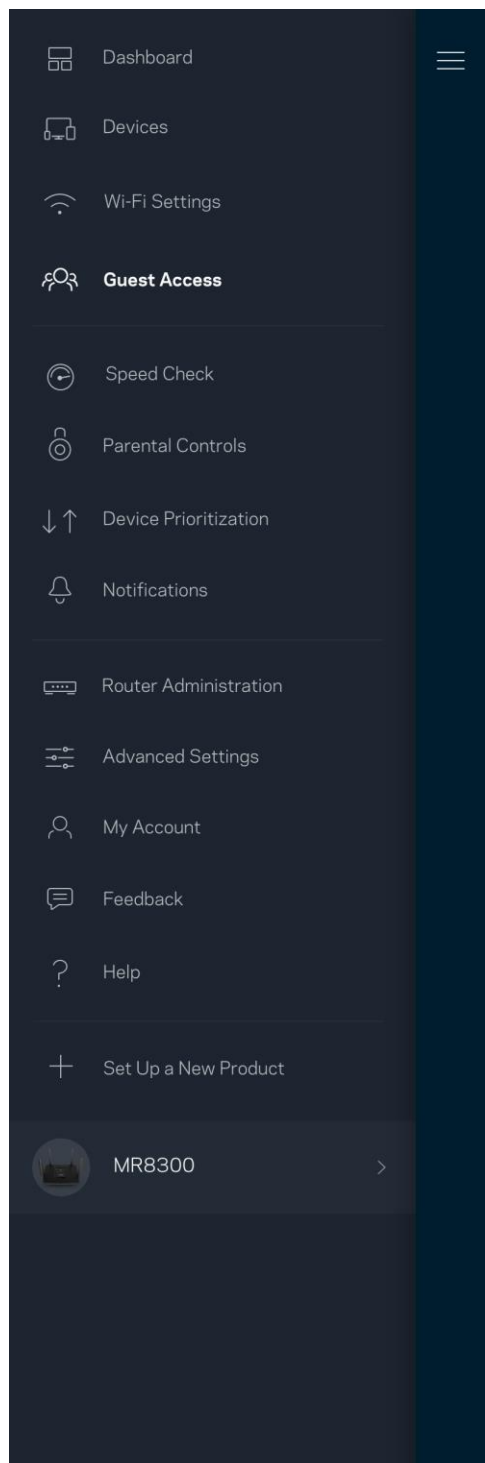 Dashboard
Devices
Wi-Fi Settings
Guest Access
Speed Check
Parental Controls
Device Prioritization
Notifications
Router Administration
Advanced Settings
My Account
Feedback
Help
Set Up a New Product
MR8300